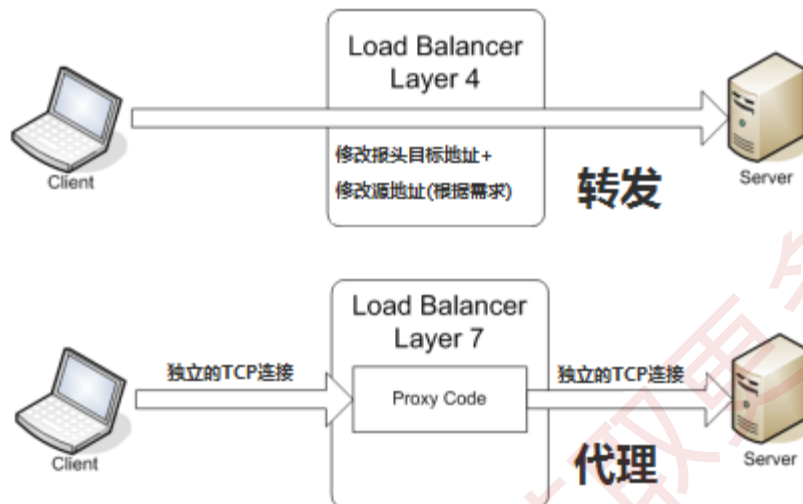 Load Balancer
Layer 4
修改报头目标地址+
修改源地址(根据需求)
转发
Client
Server
Load Balancer
Layer 7
独立的TCP连接
Proxy Code
独立的TCP连接
代理
Client
Server